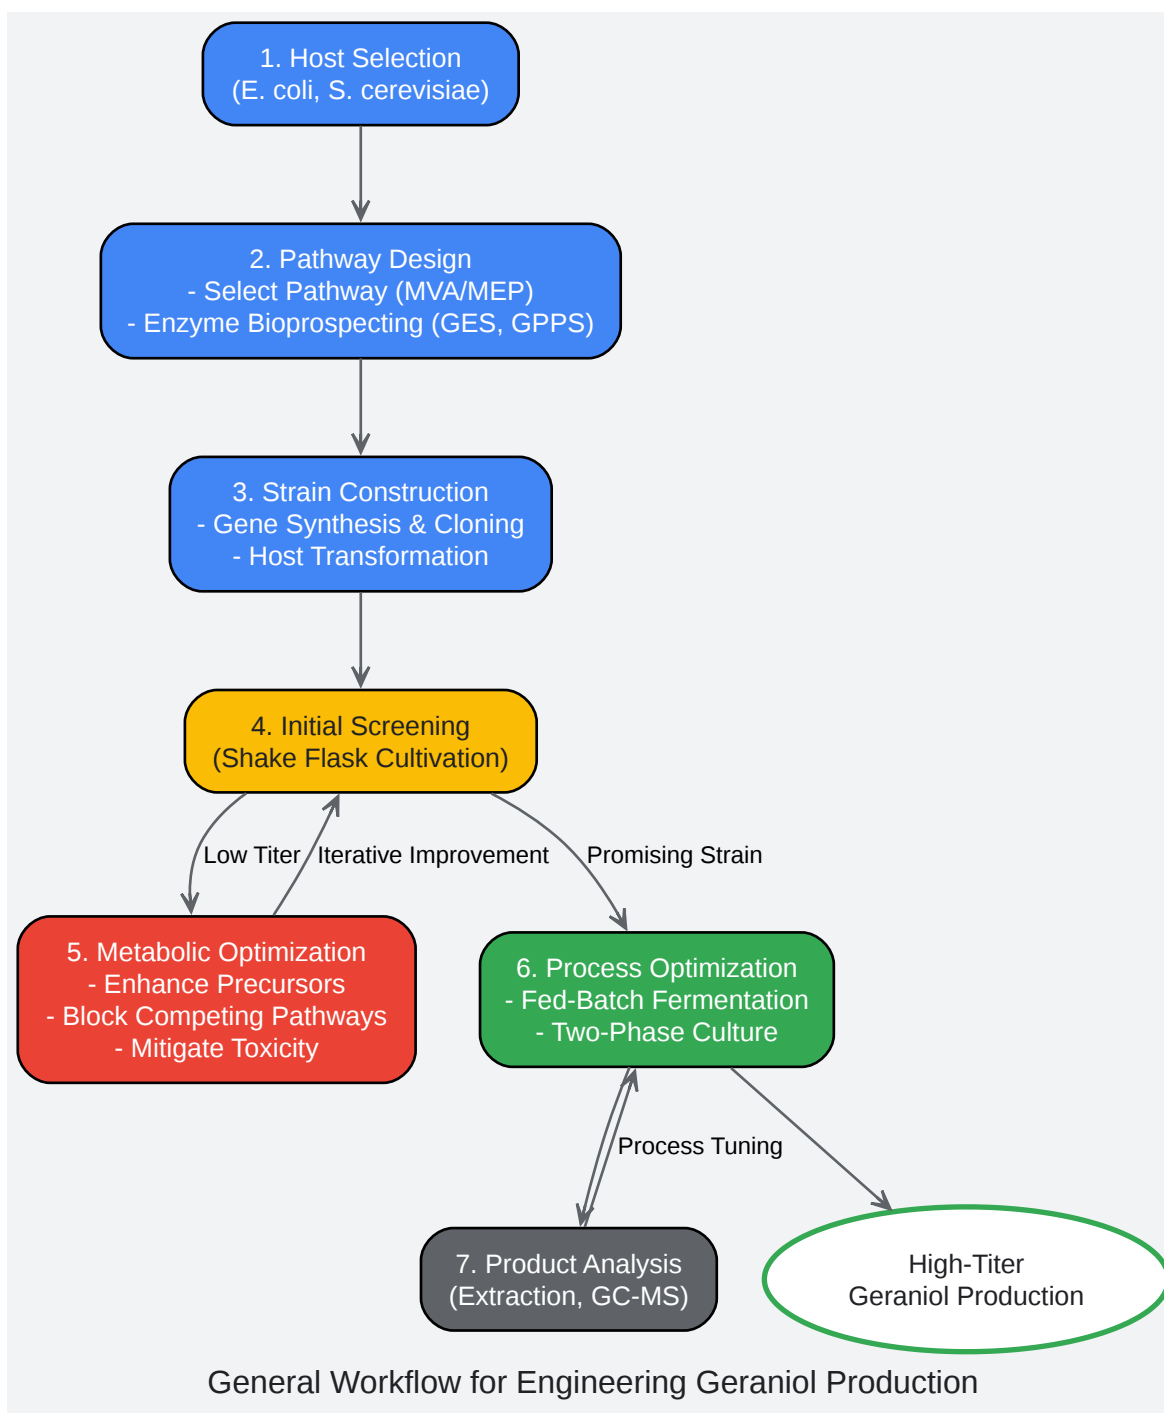 1. Host Selection
(E. coli, S. cerevisiae)
2. Pathway Design
- Select Pathway (MVA/MEP)
- Enzyme Bioprospecting (GES, GPPS)
3. Strain Construction
- Gene Synthesis & Cloning
- Host Transformation
4. Initial Screening
(Shake Flask Cultivation)
Low Titer
Iterative Improvement
Promising Strain
5. Metabolic Optimization
- Enhance Precursors
- Block Competing Pathways
- Mitigate Toxicity
6. Process Optimization
- Fed-Batch Fermentation
- Two-Phase Culture
Process Tuning
7. Product Analysis
(Extraction, GC-MS)
High-Titer
Geraniol Production
General Workflow for Engineering Geraniol Production